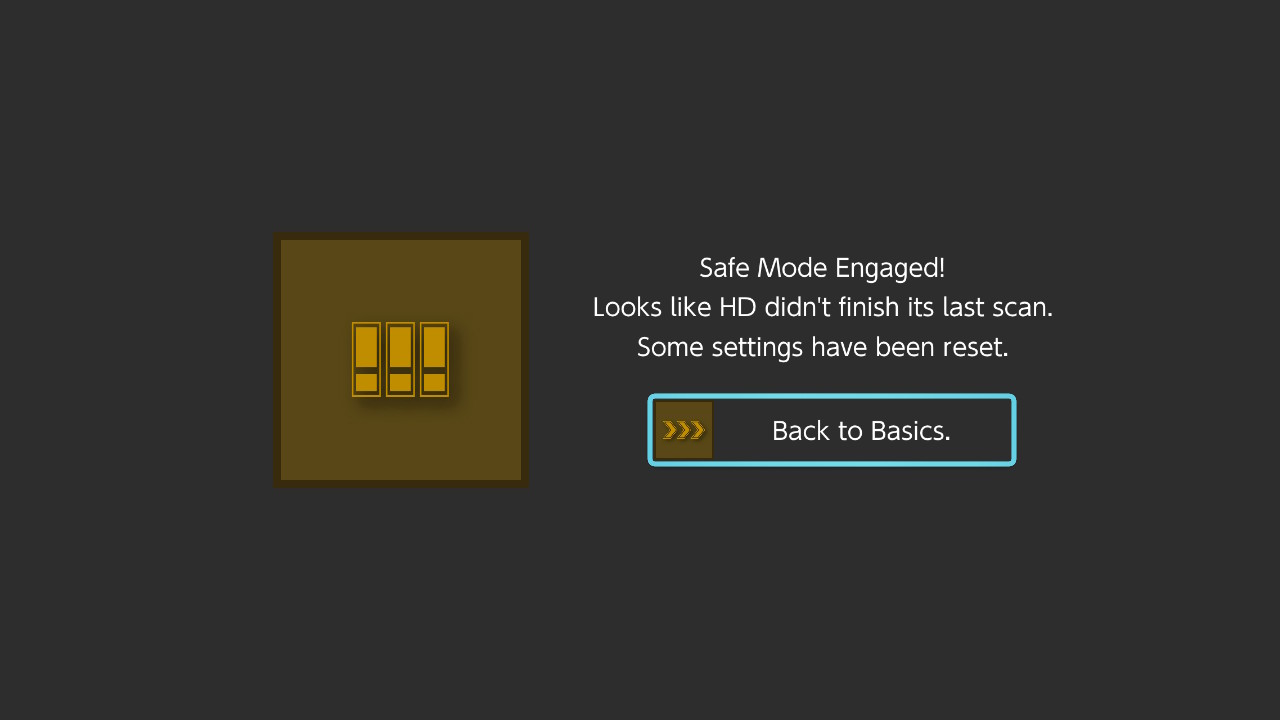 !!!
Safe Mode Engaged!
Looks like HD didn't finish its last scan.
Some settings have been reset.
Back to Basics.